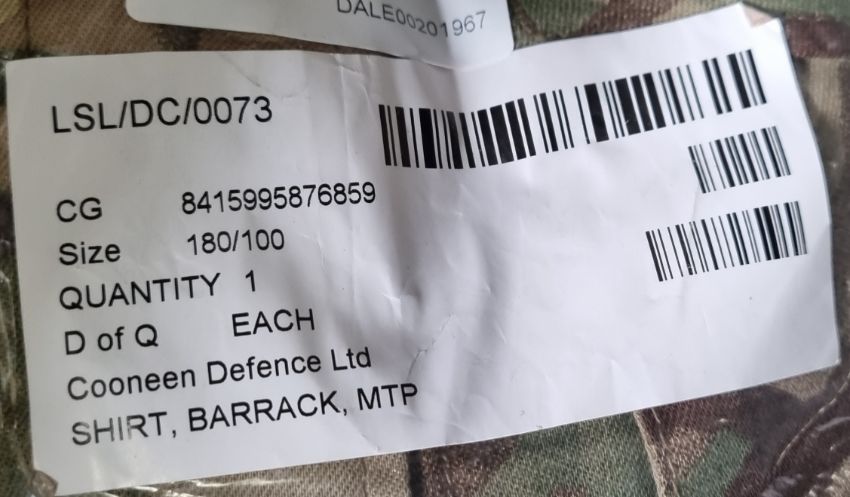 DALE00201967
LSL/DC/0073
CG 8415995876859
Size 180/100
QUANTITY 1
D of Q EACH
Cooneen Defence Ltd
SHIRT, BARRACK, MTP